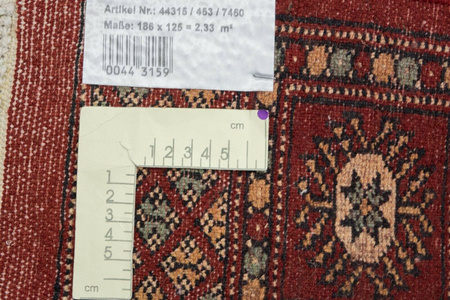 Artikel Nr.: 44315 / 453 / 7450
Maße: 186 x 125 = 2.33 m²
0044 3159
cm
1 2 3 4 5
1
2
3
4
5
cm